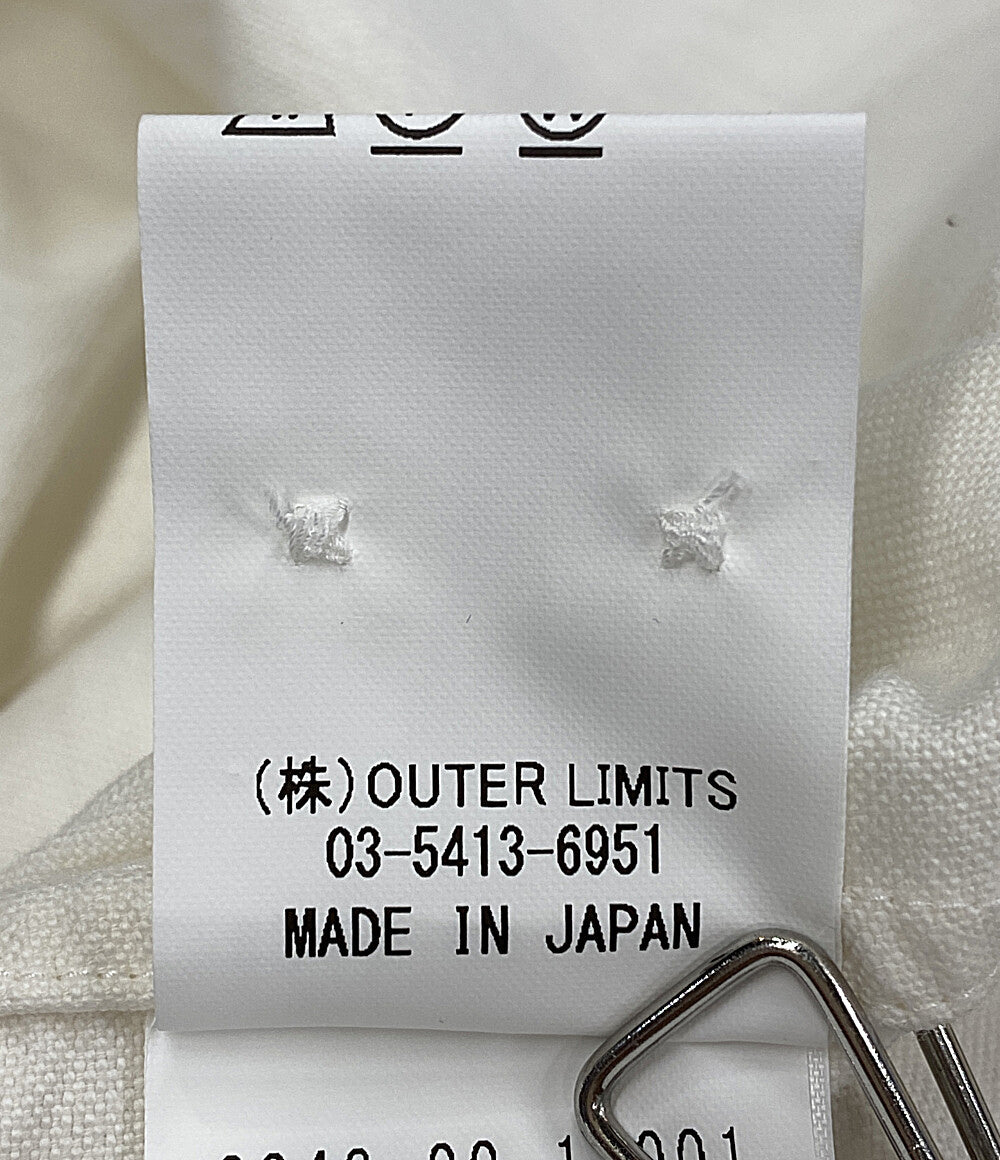 (株)OUTER LIMITS
03-5413-6951
MADE IN JAPAN